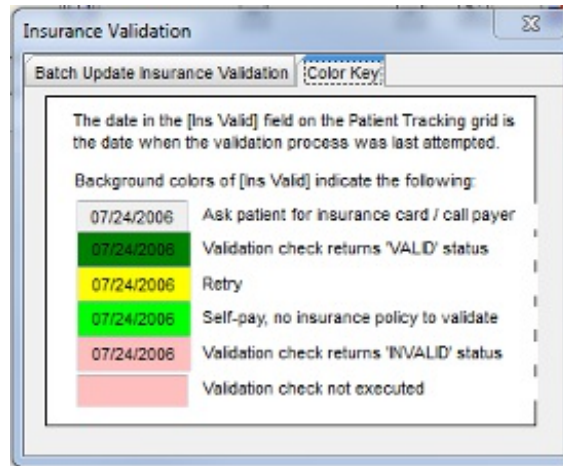 Insurance Validation
Batch Update Insurance Validation Color Key
The date in the [Ins Valid] field on the Patient Tracking grid is
the date when the validation process was last attempted.
Background colors of [Ins Valid] indicate the following:
07/24/2006 Ask patient for insurance card / call payer
07/24/2006 Validation check returns 'VALID' status
07/24/2006 Retry
07/24/2006 Self-pay, no insurance policy to validate
07/24/2006 Validation check returns 'INVALID' status
Validation check not executed